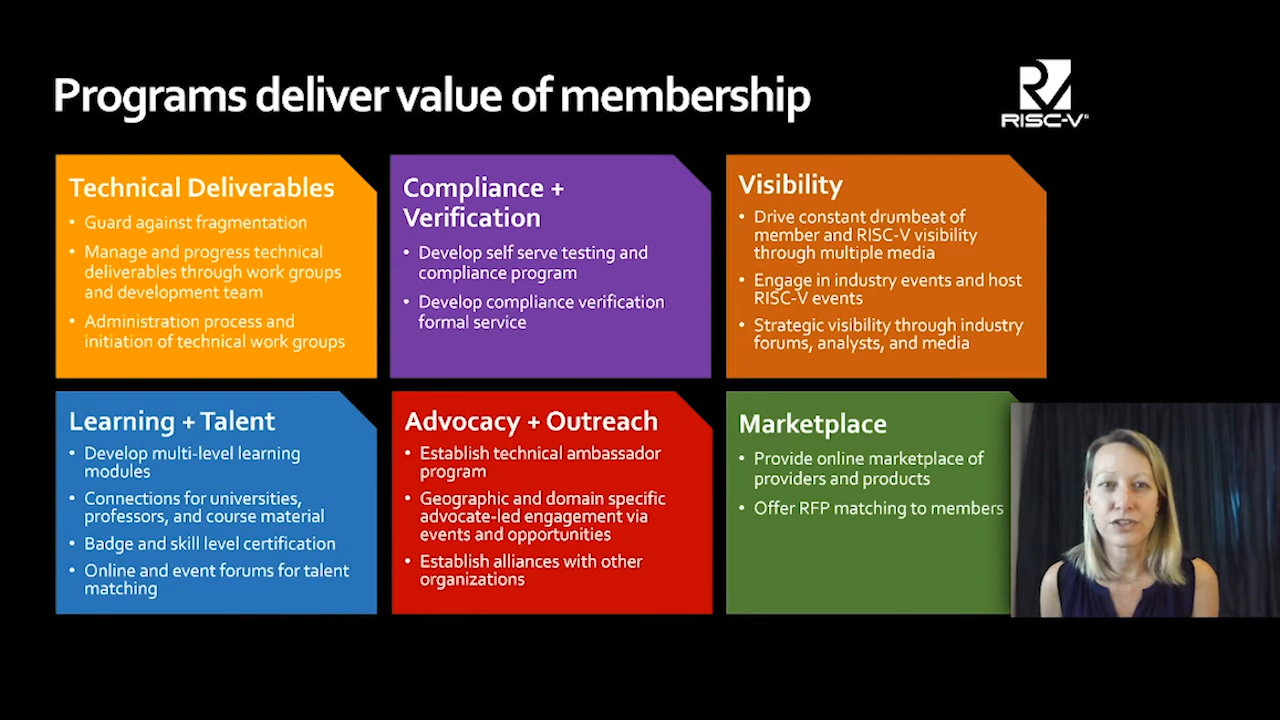 Programs deliver value of membership
RISC-V®
Technical Deliverables
• Guard against fragmentation
• Manage and progress technical
deliverables through work groups
and development team
• Administration process and
initiation of technical work groups
Compliance +
Verification
• Develop self serve testing and
compliance program
• Develop compliance verification
formal service
Visibility
• Drive constant drumbeat of
member and RISC-V visibility
through multiple media
• Engage in industry events and host
RISC-V events
• Strategic visibility through industry
forums, analysts, and media
Learning + Talent
• Develop multi-level learning
modules
• Connections for universities,
professors, and course material
• Badge and skill level certification
• Online and event forums for talent
matching
Advocacy + Outreach
• Establish technical ambassador
program
• Geographic and domain specific
advocate-led engagement via
events and opportunities
• Establish alliances with other
organizations
Marketplace
• Provide online marketplace of
providers and products
• Offer RFP matching to members